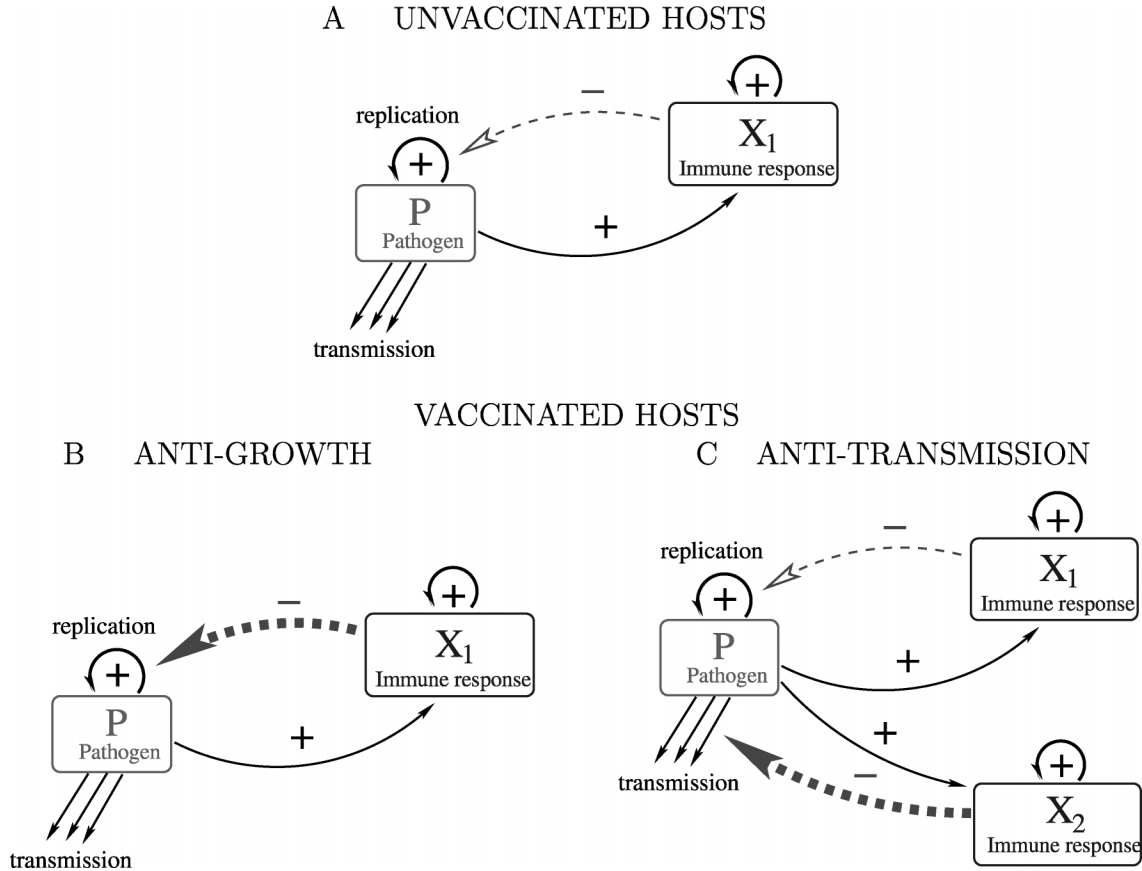 A UNVACCINATED HOSTS
−
+
replication
X1
Immune response
+
P
Pathogen
+
transmission
VACCINATED HOSTS
B ANTI-GROWTH
−
+
replication
X1
Immune response
+
P
Pathogen
+
transmission
C ANTI-TRANSMISSION
−
+
replication
X1
Immune response
+
P
Pathogen
+
+
−
+
transmission
X2
Immune response